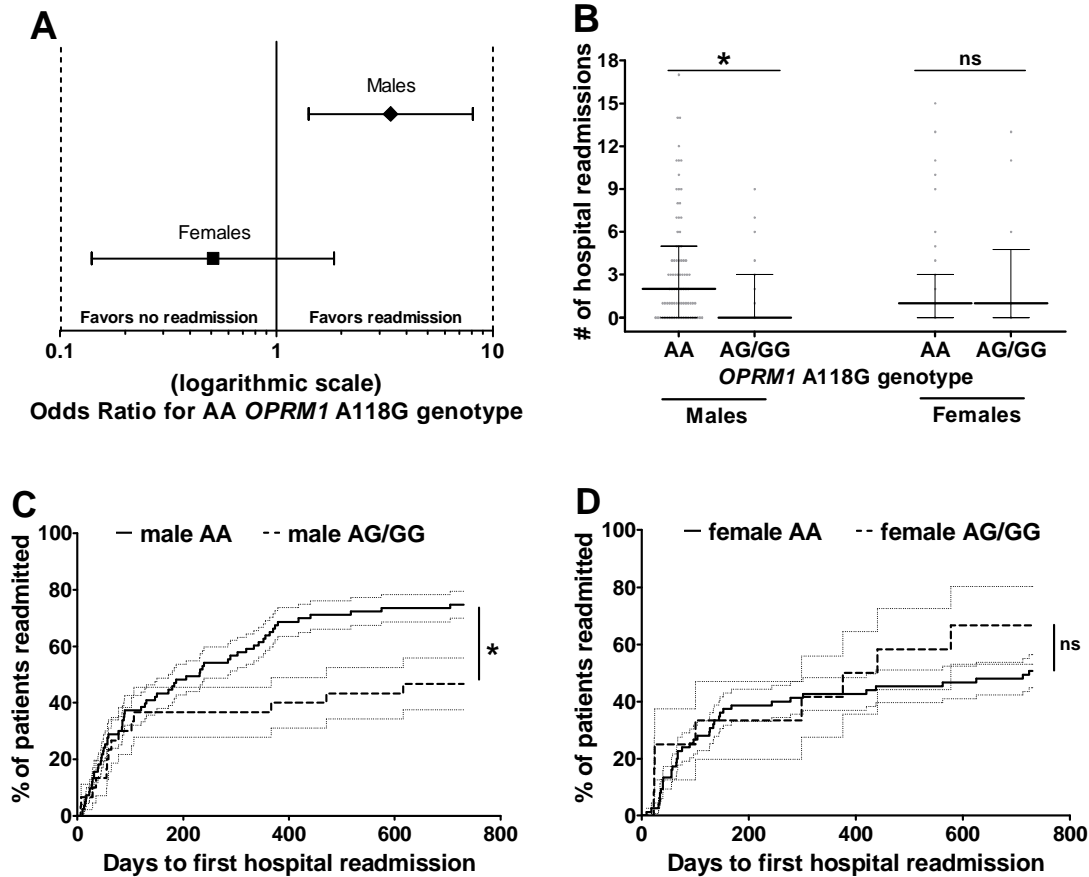 A
Males
Females
Favors no readmission Favors readmission
0.1 1 10
(logarithmic scale)
Odds Ratio for AA OPRM1 A118G genotype
B
# of hospital readmissions
18
15
12
9
6
3
0
* ns
AA AG/GG AA AG/GG
OPRM1 A118G genotype
Males Females
C
male AA male AG/GG
% of patients readmitted
100
80
60
40
20
0
*
0 200 400 600 800
Days to first hospital readmission
D
female AA female AG/GG
% of patients readmitted
100
80
60
40
20
0
ns
0 200 400 600 800
Days to first hospital readmission